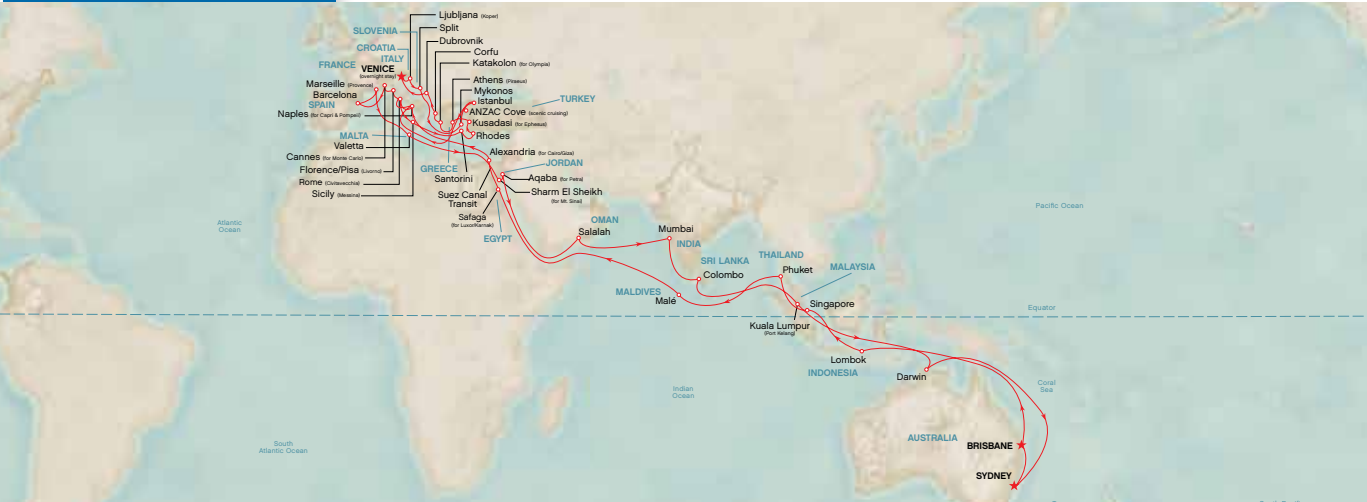 Ljubljana (Koper)
SLOVENIA
Split
Dubrovnik
CROATIA
Corfu
ITALY
FRANCE
VENICE
(overnight stay)
Katakolon (for Olympia)
Athens (Piraeus)
Marseille (Provence)
Mykonos
Barcelona
SPAIN
Istanbul
TURKEY
Naples (for Capri & Pompeii)
ANZAC Cove (scenic cruising)
Kusadasi (for Ephesus)
MALTA
Rhodes
Valetta
Cannes (for Monte Carlo)
Alexandria (for Cairo/Giza)
JORDAN
Florence/Pisa (Livorno)
GREECE
Santorini
Aqaba (for Petra)
Rome (Civitavecchia)
Sicily (Messina)
Suez Canal
Transit
Sharm El Sheikh
(for Mt. Sinai)
Safaga
(for Luxor/Karnak)
EGYPT
Atlantic
Ocean
Pacific Ocean
OMAN
Salalah
Mumbai
INDIA
SRI LANKA
THAILAND
Colombo
Phuket
MALAYSIA
MALDIVES
Malé
Singapore
Equator
Kuala Lumpur
(Port Kelang)
Lombok
INDONESIA
Darwin
Indian
Ocean
Coral
Sea
South
Atlantic Ocean
AUSTRALIA
BRISBANE
SYDNEY